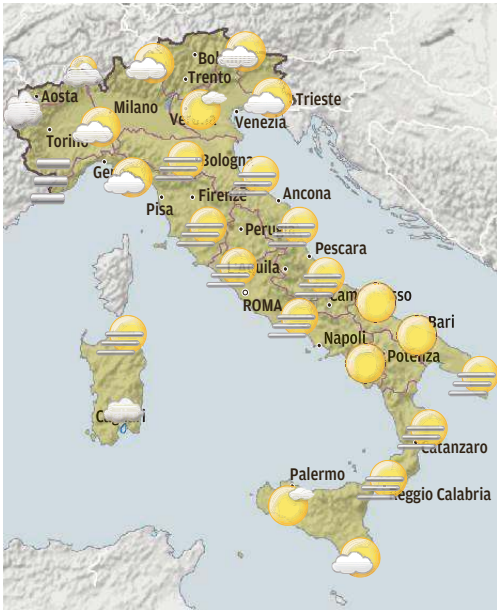 Bol
Trento
Aosta
Milano
Trieste
Venezia
Torino
Bologna
Pisa
Firenze
Ancona
Pescara
ROMA
Napoli
Bari
Potenza
Catanzaro
Palermo
Reggio Calabria